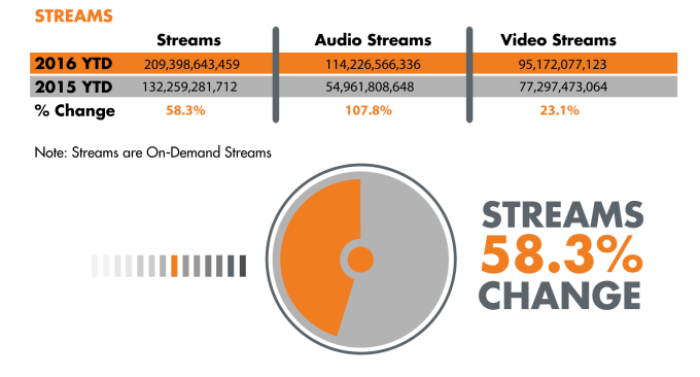 STREAMS
Streams Audio Streams Video Streams
2016 YTD 209,398,643,459 114,226,566,336 95,172,077,123
2015 YTD 132,259,281,712 54,961,808,648 77,297,473,064
% Change 58.3% 107.8% 23.1%
Note: Streams are On-Demand Streams
STREAMS
58.3%
CHANGE